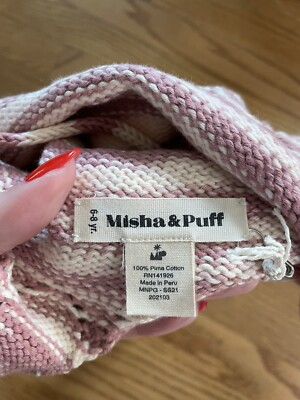 6-8 yr.
Misha & Puff
MP
100% Pima Cotton
RN141926
Made in Peru
MNPG - SS21
202103